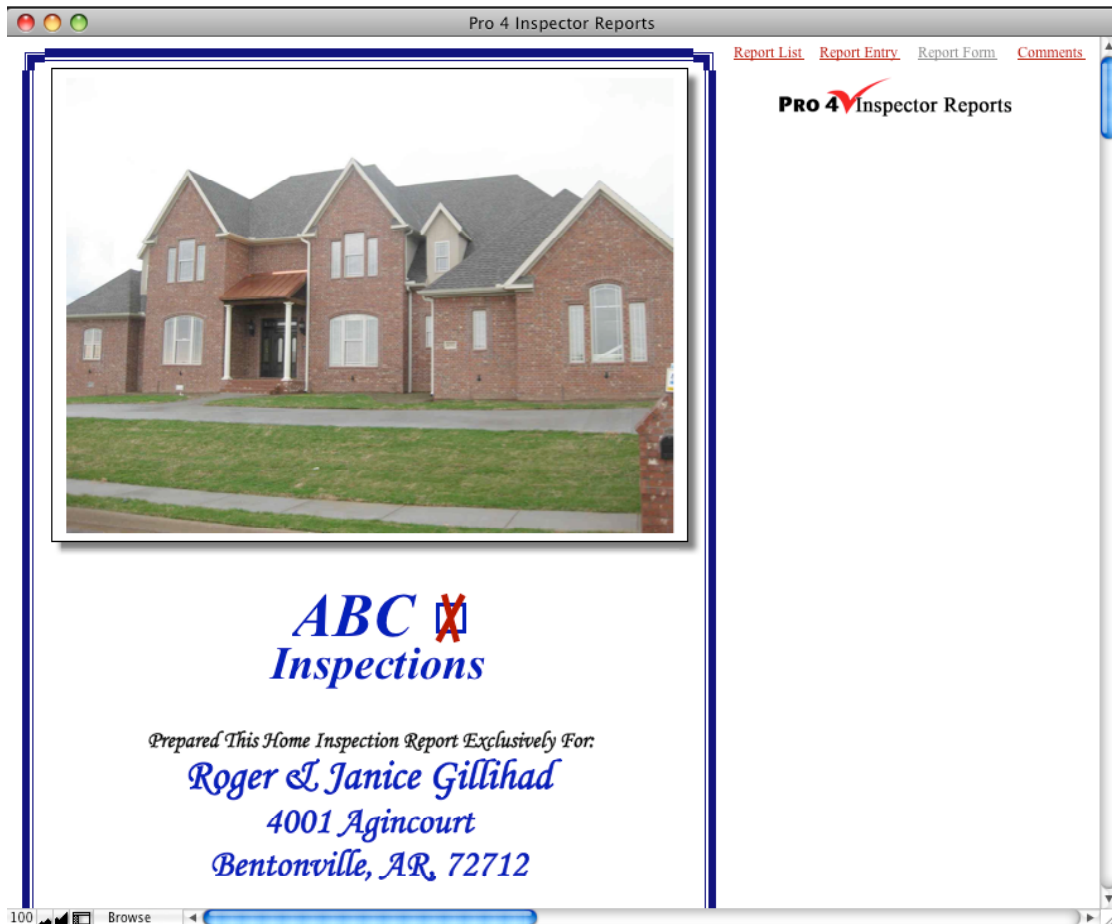 Pro 4 Inspector Reports
Report List Report Entry Report Form Comments
PRO 4 Inspector Reports
ABC
Inspections
Prepared This Home Inspection Report Exclusively For:
Roger & Janice Gillihad
4001 Agincourt
Bentonville, AR, 72712
100 Browse